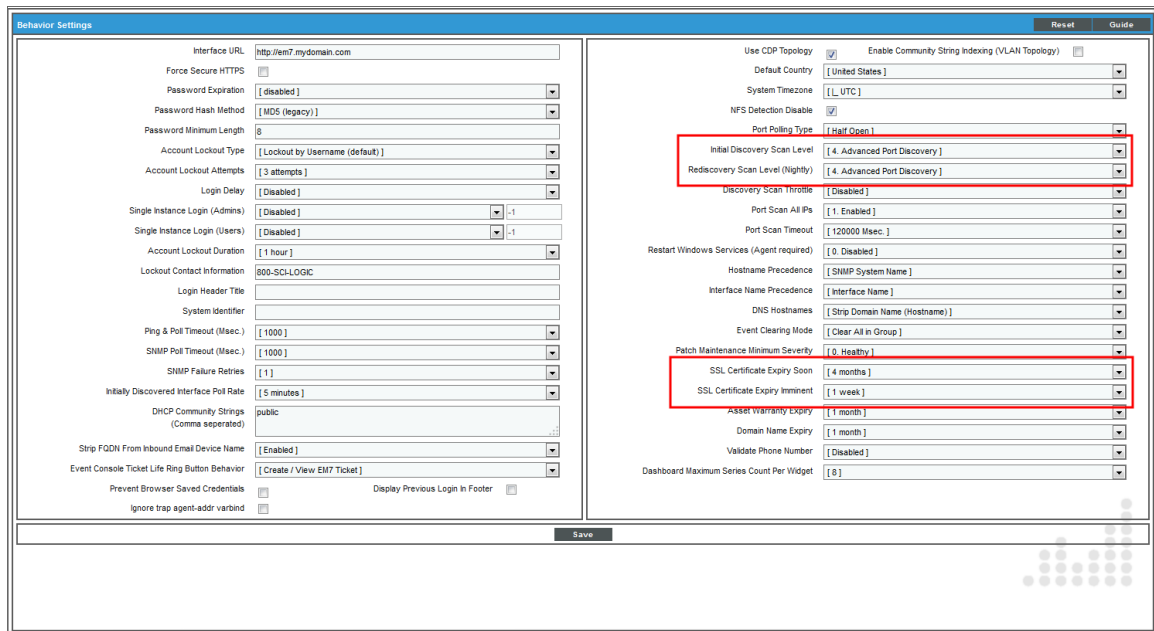 Behavior Settings
Reset
Guide
Interface URL
http://em7.mydomain.com
Force Secure HTTPS
Password Expiration
[ disabled ]
Password Hash Method
[ MD5 (legacy) ]
Password Minimum Length
8
Account Lockout Type
[ Lockout by Username (default) ]
Account Lockout Attempts
[ 3 attempts ]
Login Delay
[ Disabled ]
Single Instance Login (Admins)
[ Disabled ]
-1
Single Instance Login (Users)
[ Disabled ]
-1
Account Lockout Duration
[ 1 hour ]
Lockout Contact Information
800-SCI-LOGIC
Login Header Title
System Identifier
Ping & Poll Timeout (Msec.)
[ 1000 ]
SNMP Poll Timeout (Msec.)
[ 1000 ]
SNMP Failure Retries
[ 1 ]
Initially Discovered Interface Poll Rate
[ 5 minutes ]
DHCP Community Strings
(Comma seperated)
public
Strip FQDN From Inbound Email Device Name
[ Enabled ]
Event Console Ticket Life Ring Button Behavior
[ Create / View EM7 Ticket ]
Prevent Browser Saved Credentials
Display Previous Login In Footer
Ignore trap agent-addr varbind
Use CDP Topology
Enable Community String Indexing (VLAN Topology)
Default Country
[ United States ]
System Timezone
[ |_ UTC ]
NFS Detection Disable
Port Polling Type
[ Half Open ]
Initial Discovery Scan Level
[ 4. Advanced Port Discovery ]
Rediscovery Scan Level (Nightly)
[ 4. Advanced Port Discovery ]
Discovery Scan Throttle
[ Disabled ]
Port Scan All IPs
[ 1. Enabled ]
Port Scan Timeout
[ 120000 Msec. ]
Restart Windows Services (Agent required)
[ 0. Disabled ]
Hostname Precedence
[ SNMP System Name ]
Interface Name Precedence
[ Interface Name ]
DNS Hostnames
[ Strip Domain Name (Hostname) ]
Event Clearing Mode
[ Clear All in Group ]
Patch Maintenance Minimum Severity
[ 0. Healthy ]
SSL Certificate Expiry Soon
[ 4 months ]
SSL Certificate Expiry Imminent
[ 1 week ]
Asset Warranty Expiry
[ 1 month ]
Domain Name Expiry
[ 1 month ]
Validate Phone Number
[ Disabled ]
Dashboard Maximum Series Count Per Widget
[ 8 ]
Save